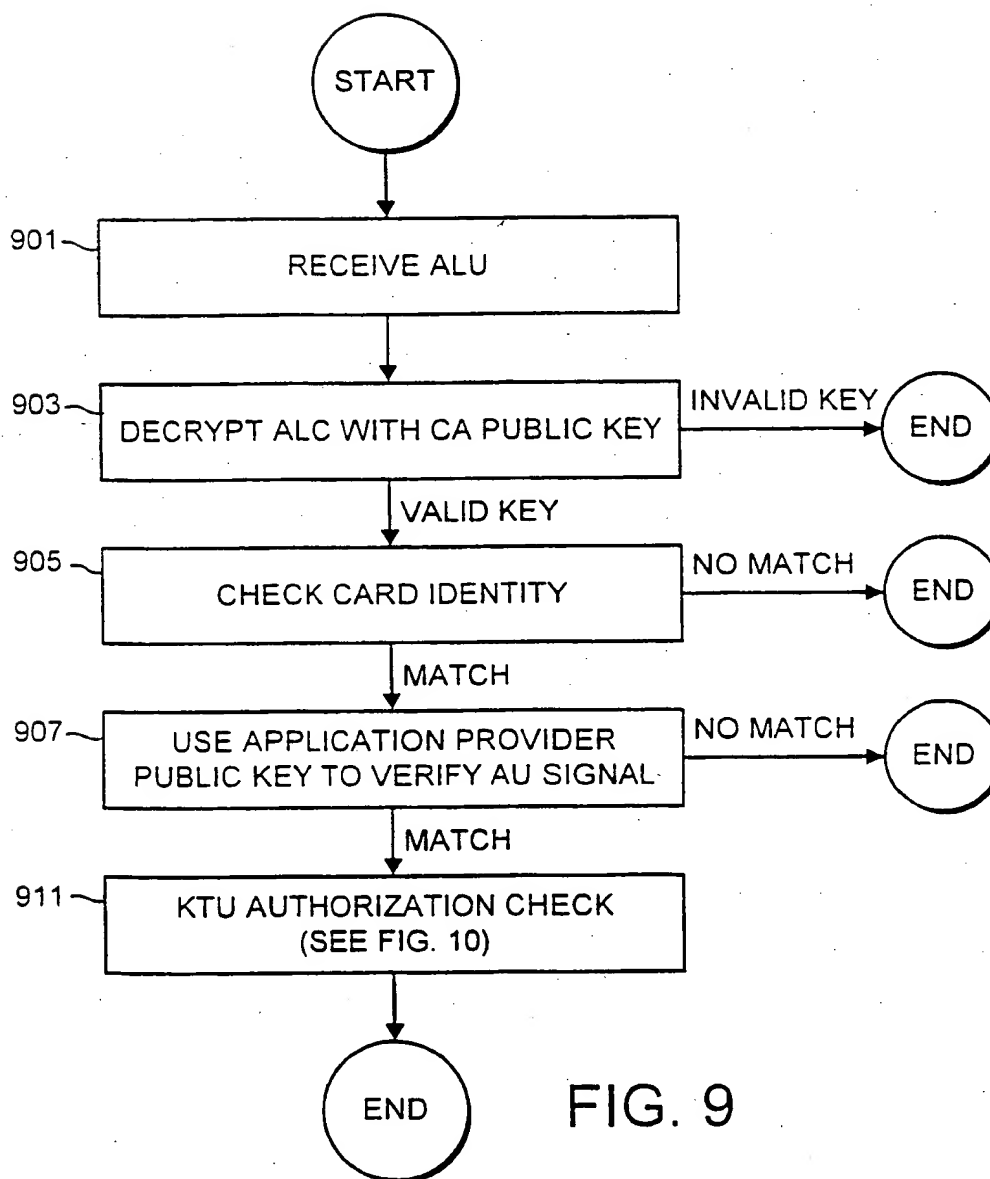 START
901
RECEIVE ALU
903
DECRYPT ALC WITH CA PUBLIC KEY
INVALID KEY
END
VALID KEY
905
CHECK CARD IDENTITY
NO MATCH
END
MATCH
907
USE APPLICATION PROVIDER
PUBLIC KEY TO VERIFY AU SIGNAL
NO MATCH
END
MATCH
911
KTU AUTHORIZATION CHECK
(SEE FIG. 10)
END
FIG. 9